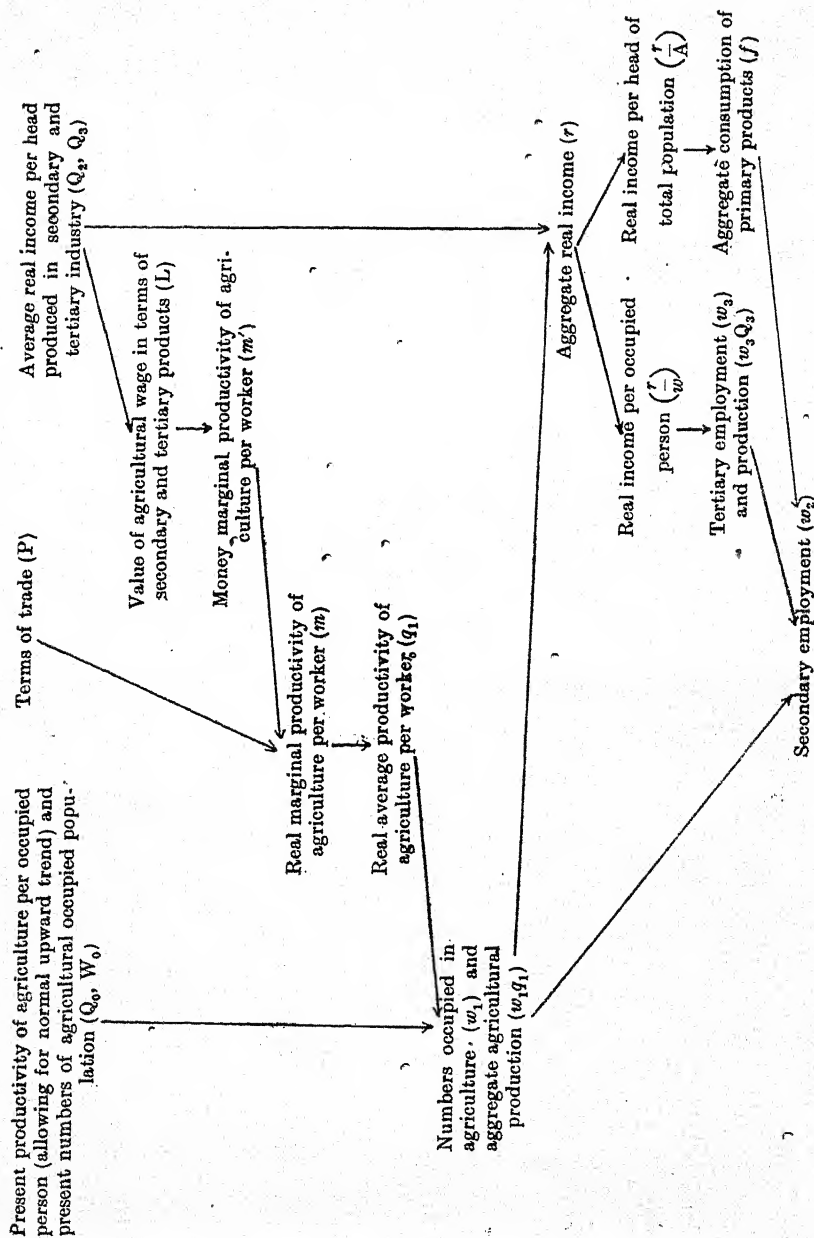 Present productivity of agriculture per occupied
person (allowing for normal upward trend) and
present numbers of agricultural occupied popu-
lation (Q₀, W₀)
Terms of trade (P)
Average real income per head
produced in secondary and
tertiary industry (Q₂, Q₃)
Value of agricultural wage in terms of
secondary and tertiary products (L)
Money marginal productivity of agri-
culture per worker (m′)
Real marginal productivity of
agriculture per worker (m)
Real average productivity of
agriculture per worker (q₁)
Numbers occupied in
agriculture (w₁) and
aggregate agricultural
production (w₁q₁)
Aggregate real income (r)
Real income per occupied
person (r/w)
Real income per head of
total population (r/A)
Tertiary employment (w₃)
and production (w₃Q₃)
Aggregate consumption of
primary products (f)
Secondary employment (w₂)